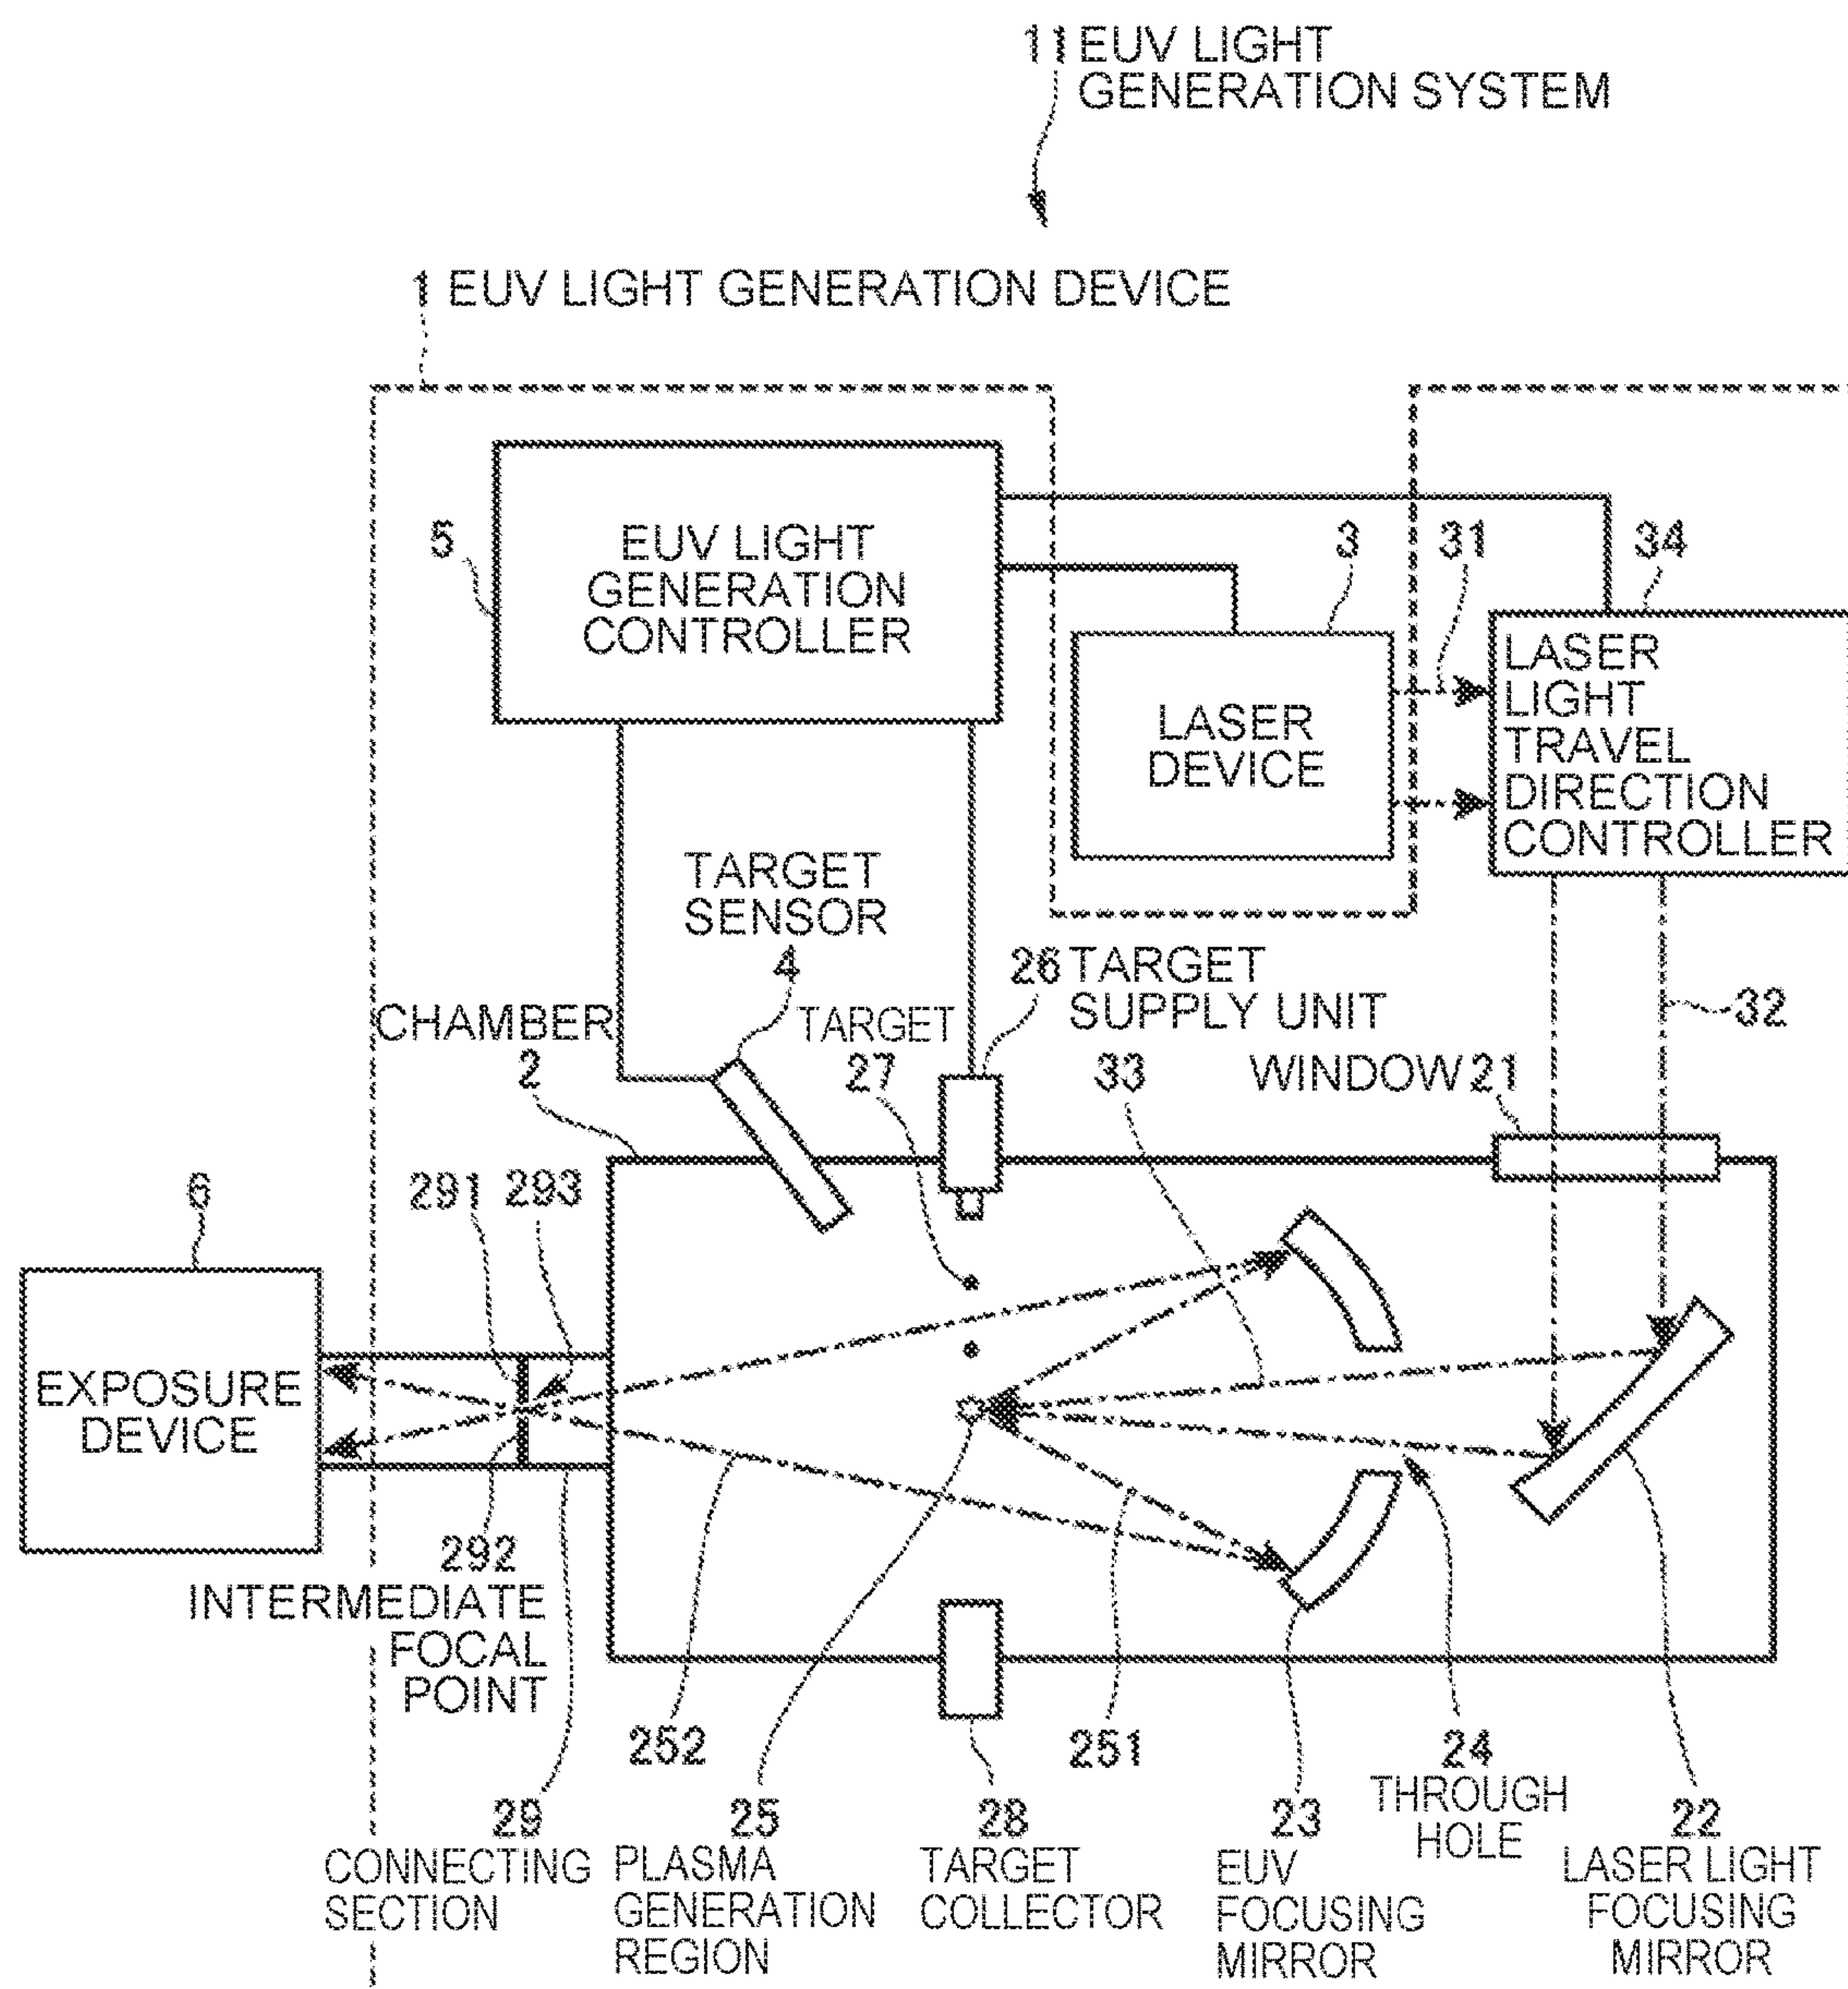 11 EUV LIGHT
GENERATION SYSTEM
1 EUV LIGHT GENERATION DEVICE
5
EUV LIGHT
GENERATION
CONTROLLER
3
31
34
LASER
DEVICE
LASER
LIGHT
TRAVEL
DIRECTION
CONTROLLER
TARGET
SENSOR
4
26 TARGET
SUPPLY UNIT
32
CHAMBER
2
TARGET
27
33
WINDOW 21
6
291
293
EXPOSURE
DEVICE
292
INTERMEDIATE
FOCAL
POINT
252
251
24
THROUGH
HOLE
29
CONNECTING
SECTION
25
PLASMA
GENERATION
REGION
28
TARGET
COLLECTOR
23
EUV
FOCUSING
MIRROR
22
LASER LIGHT
FOCUSING
MIRROR